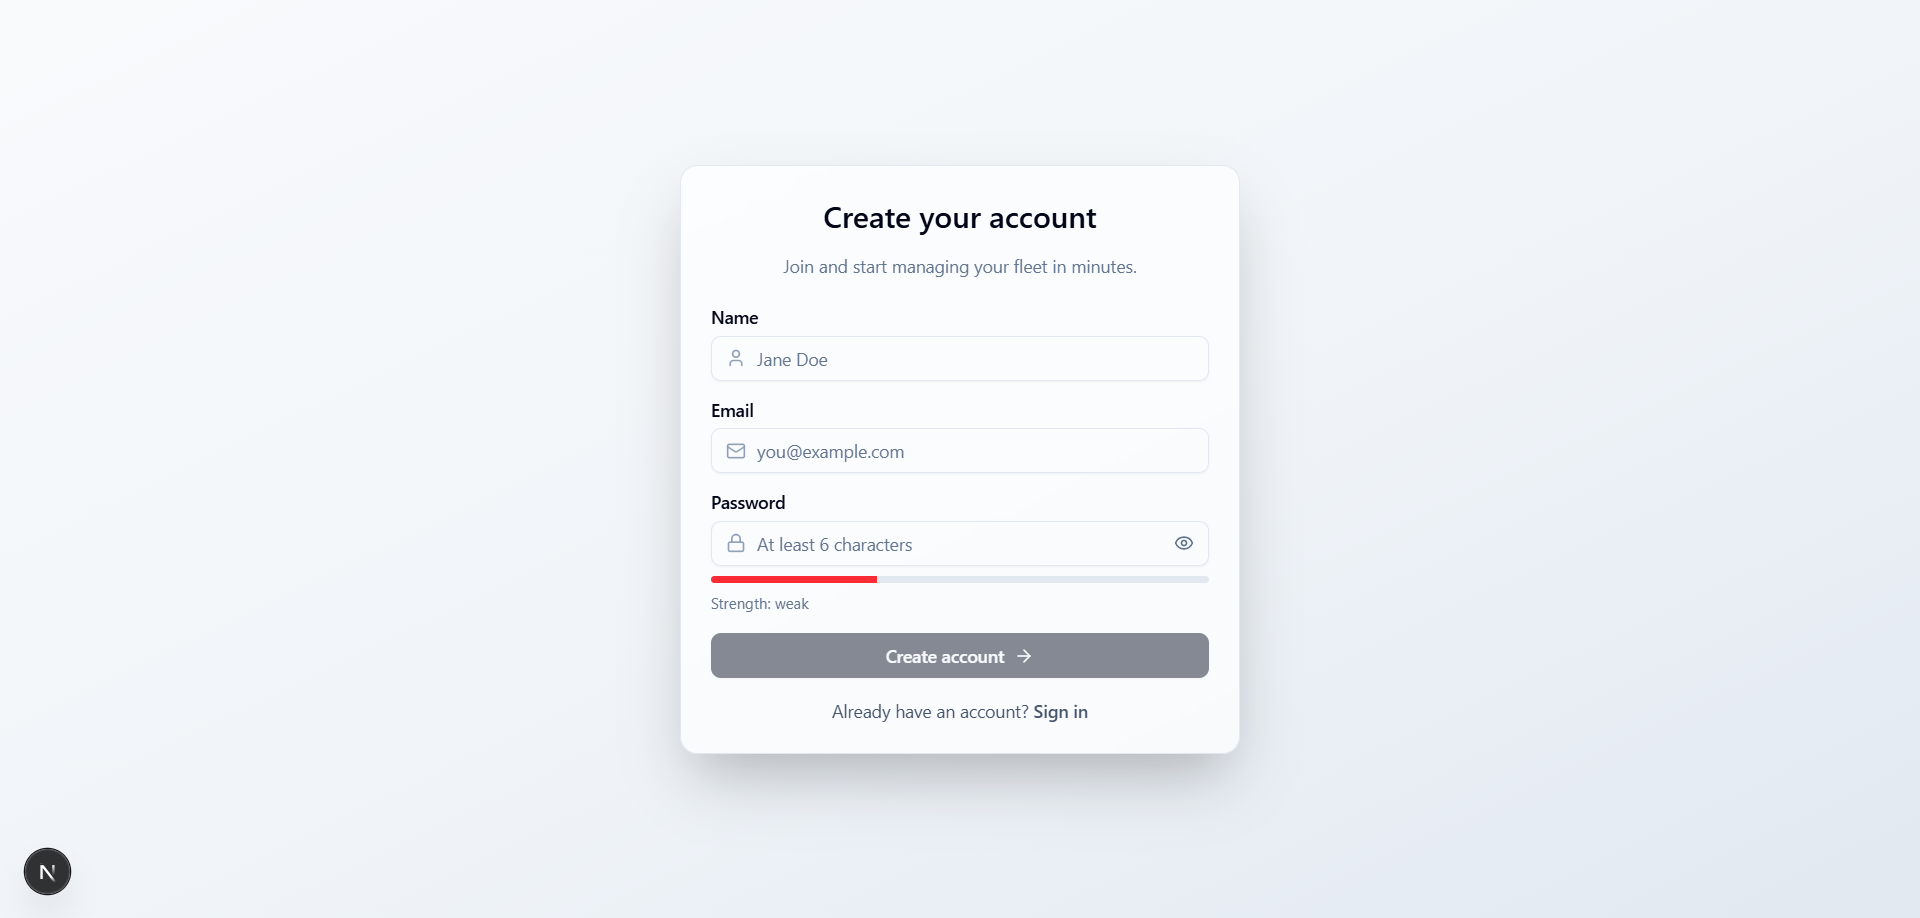 Create your account
Join and start managing your fleet in minutes.
Name
Jane Doe
Email
you@example.com
Password
At least 6 characters
Strength: weak
Create account
Already have an account? Sign in
N